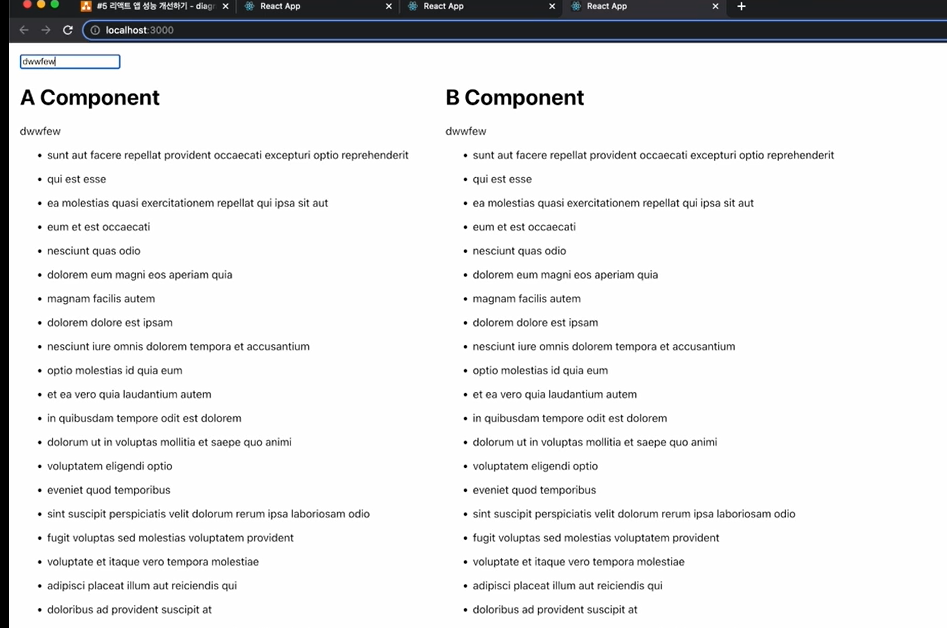 #5 리액트 앱 성능 개선하기 - diagr
React App
React App
React App
localhost:3000
dwwfew
A Component
dwwfew
sunt aut facere repellat provident occaecati excepturi optio reprehenderit
qui est esse
ea molestias quasi exercitationem repellat qui ipsa sit aut
eum et est occaecati
nesciunt quas odio
dolorem eum magni eos aperiam quia
magnam facilis autem
dolorem dolore est ipsam
nesciunt iure omnis dolorem tempora et accusantium
optio molestias id quia eum
et ea vero quia laudantium autem
in quibusdam tempore odit est dolorem
dolorum ut in voluptas mollitia et saepe quo animi
voluptatem eligendi optio
eveniet quod temporibus
sint suscipit perspiciatis velit dolorum rerum ipsa laboriosam odio
fugit voluptas sed molestias voluptatem provident
voluptate et itaque vero tempora molestiae
adipisci placeat illum aut reiciendis qui
doloribus ad provident suscipit at
B Component
dwwfew
sunt aut facere repellat provident occaecati excepturi optio reprehenderit
qui est esse
ea molestias quasi exercitationem repellat qui ipsa sit aut
eum et est occaecati
nesciunt quas odio
dolorem eum magni eos aperiam quia
magnam facilis autem
dolorem dolore est ipsam
nesciunt iure omnis dolorem tempora et accusantium
optio molestias id quia eum
et ea vero quia laudantium autem
in quibusdam tempore odit est dolorem
dolorum ut in voluptas mollitia et saepe quo animi
voluptatem eligendi optio
eveniet quod temporibus
sint suscipit perspiciatis velit dolorum rerum ipsa laboriosam odio
fugit voluptas sed molestias voluptatem provident
voluptate et itaque vero tempora molestiae
adipisci placeat illum aut reiciendis qui
doloribus ad provident suscipit at